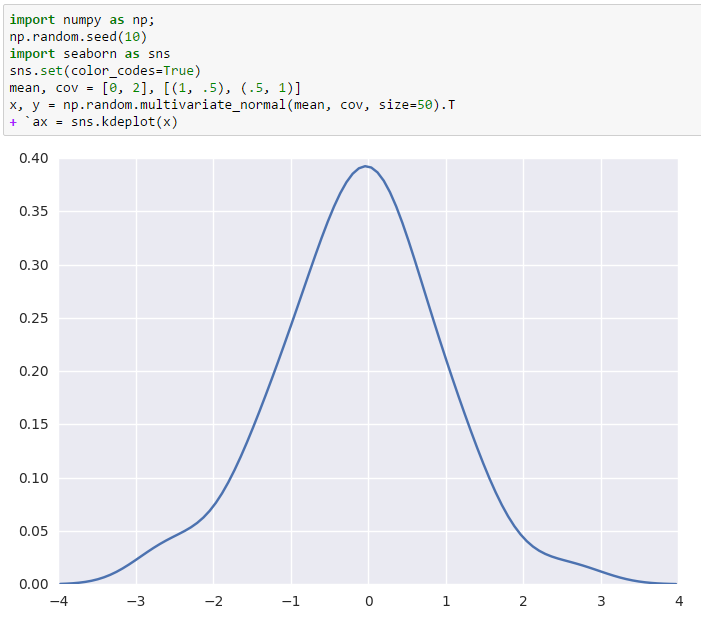 import numpy as np;
np.random.seed(10)
import seaborn as sns
sns.set(color_codes=True)
mean, cov = [0, 2], [(1, .5), (.5, 1)]
x, y = np.random.multivariate_normal(mean, cov, size=50).T
+ `ax = sns.kdeplot(x)
0.40
0.35
0.30
0.25
0.20
0.15
0.10
0.05
0.00
−4 −3 −2 −1 0 1 2 3 4